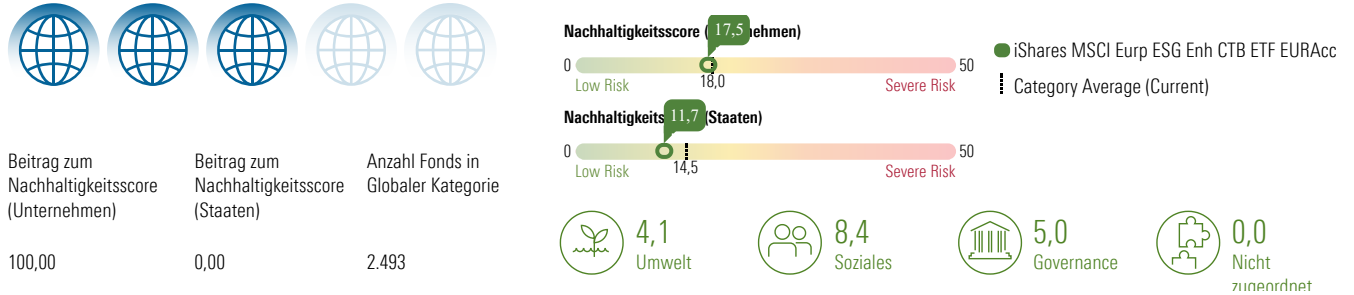 Beitrag zum
Nachhaltigkeitsscore
(Unternehmen)
100,00
Beitrag zum
Nachhaltigkeitsscore
(Staaten)
0,00
Anzahl Fonds in
Globaler Kategorie
2.493
Nachhaltigkeitsscore ( nehmen)
17,5
0
50
Low Risk
18,0
Severe Risk
Nachhaltigkeits (Staaten)
11,7
0
50
Low Risk
14,5
Severe Risk
iShares MSCI Eurp ESG Enh CTB ETF EURAcc
Category Average (Current)
4,1
Umwelt
8,4
Soziales
5,0
Governance
0,0
Nicht
zugeordnet